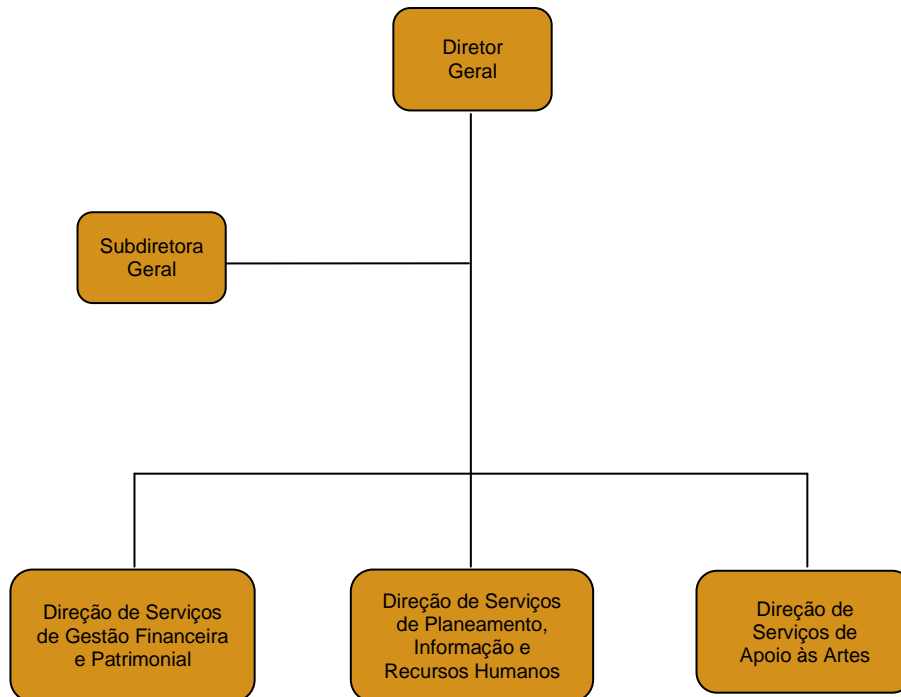 Diretor
Geral
Subdiretora
Geral
Direção de Serviços
de Gestão Financeira
e Patrimonial
Direção de Serviços
de Planeamento,
Informação e
Recursos Humanos
Direção de
Serviços de
Apoio às Artes